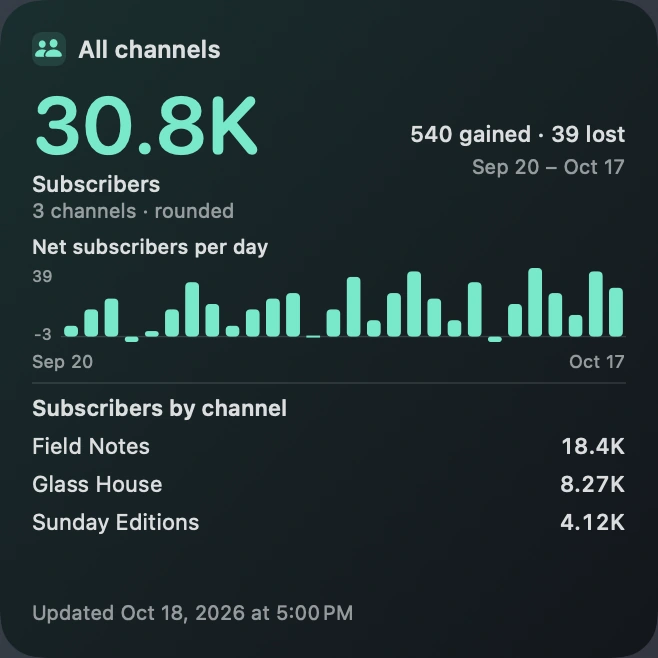 All channels
30.8K
540 gained · 39 lost
Sep 20 – Oct 17
Subscribers
3 channels · rounded
Net subscribers per day
39
-3
Sep 20
Oct 17
Subscribers by channel
Field Notes 18.4K
Glass House 8.27K
Sunday Editions 4.12K
Updated Oct 18, 2026 at 5:00 PM